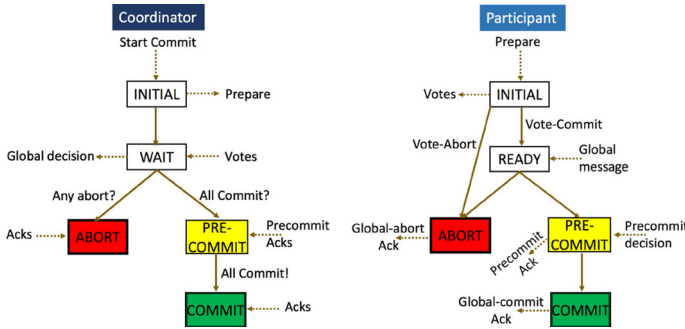 Coordinator
Start Commit
INITIAL
Prepare
Global decision
WAIT
Votes
Any abort?
All Commit?
Acks
ABORT
PRE-
COMMIT
Precommit
Acks
All Commit!
COMMIT
Acks
Participant
Prepare
Votes
INITIAL
Vote-Commit
Vote-Abort
READY
Global
message
Global-abort
Ack
ABORT
PRE-
COMMIT
Precommit
decision
Precommit
Ack
Global-commit
Ack
COMMIT